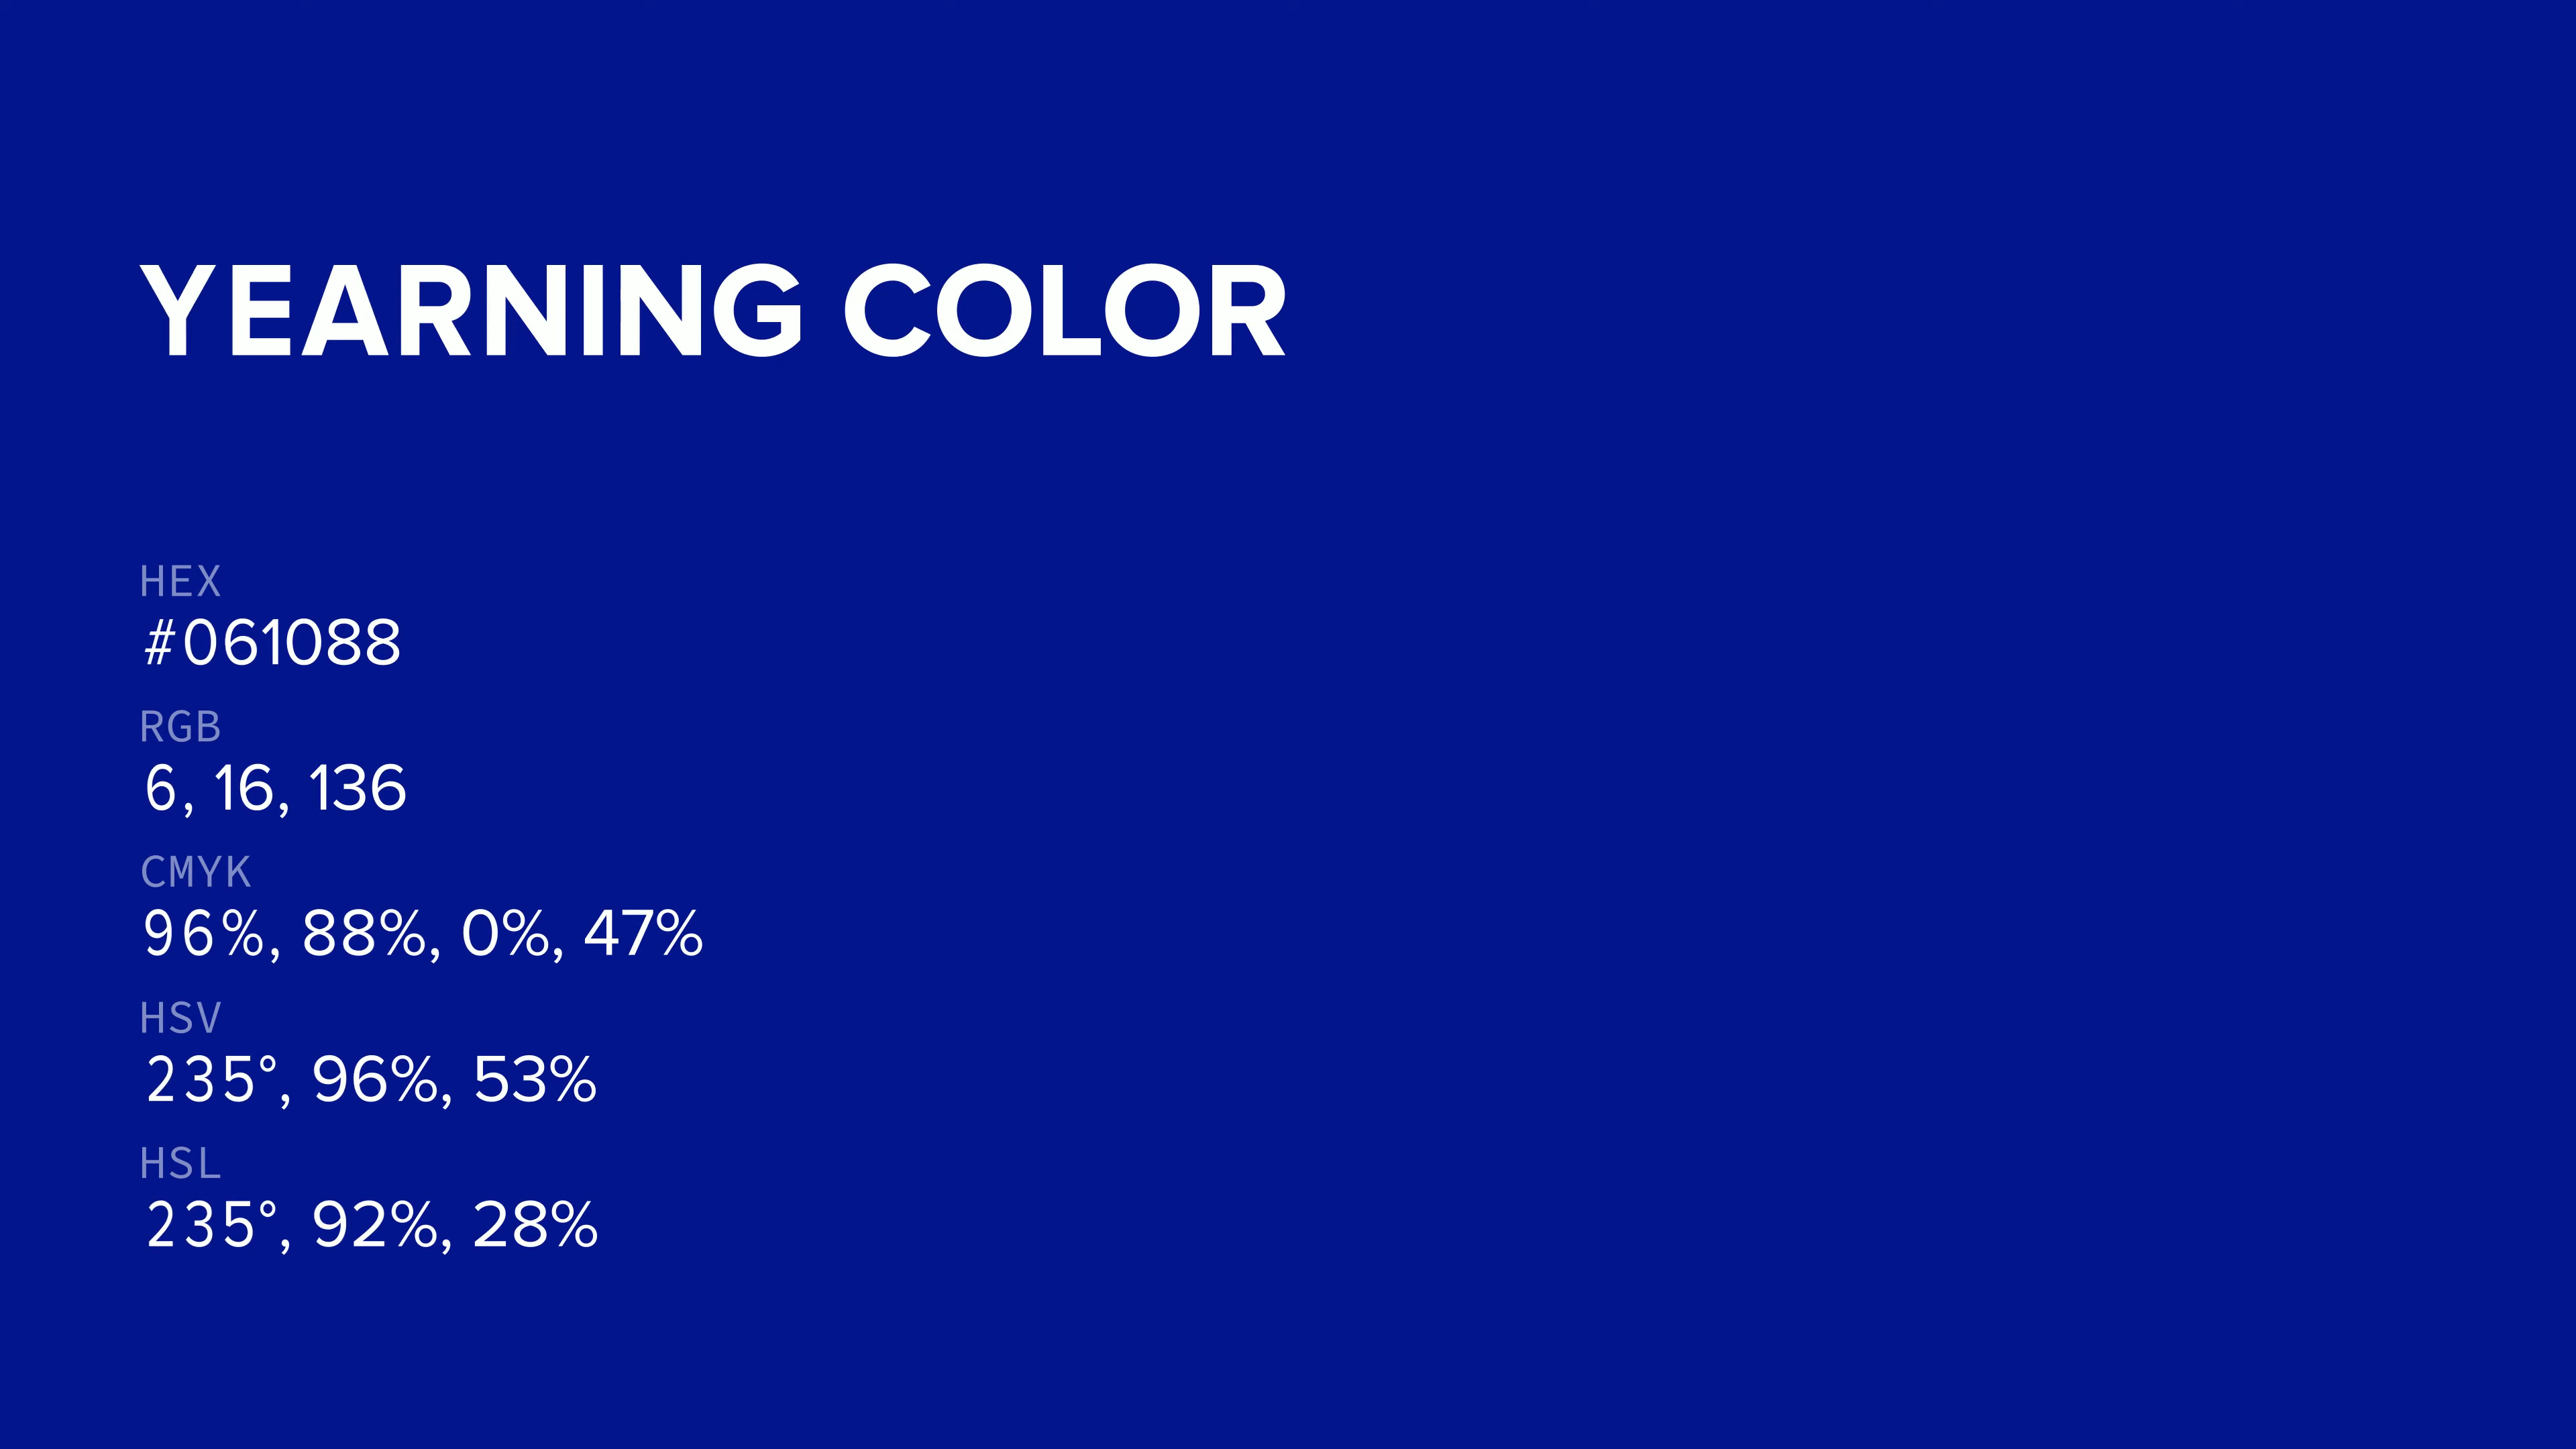 YEARNING COLOR
HEX
#061088
RGB
6, 16, 136
CMYK
96%, 88%, 0%, 47%
HSV
235°, 96%, 53%
HSL
235°, 92%, 28%